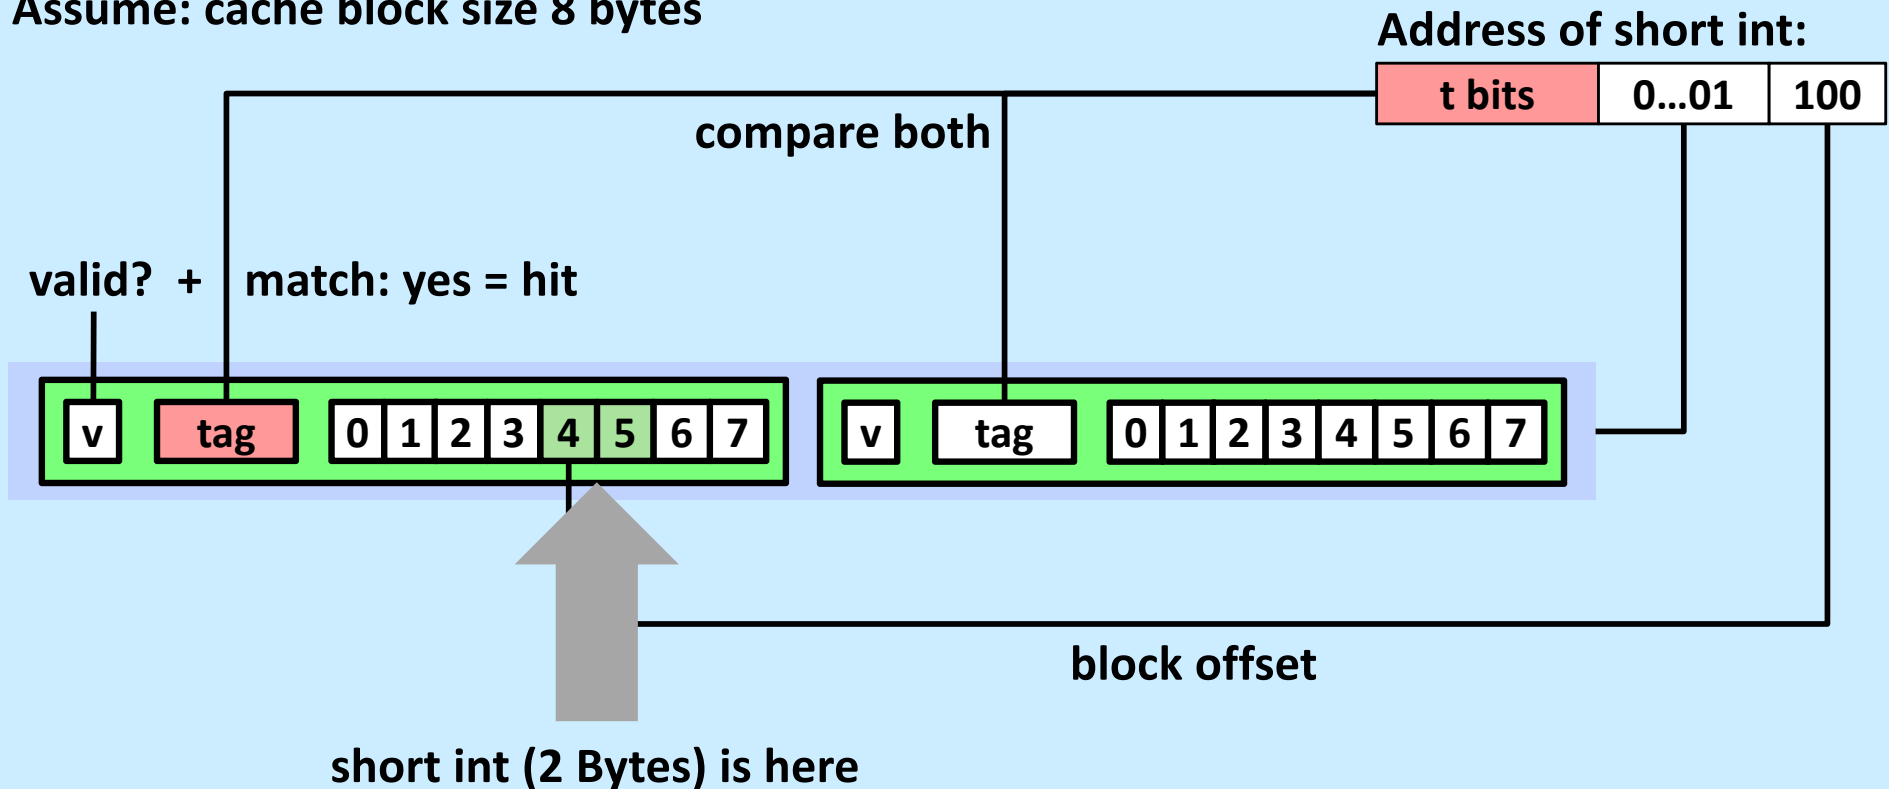 Assume: cache block size 8 bytes
Address of short int:
t bits 0...01 100
compare both
valid? + match: yes = hit
v tag 0 1 2 3 4 5 6 7 v tag 0 1 2 3 4 5 6 7
block offset
short int (2 Bytes) is here